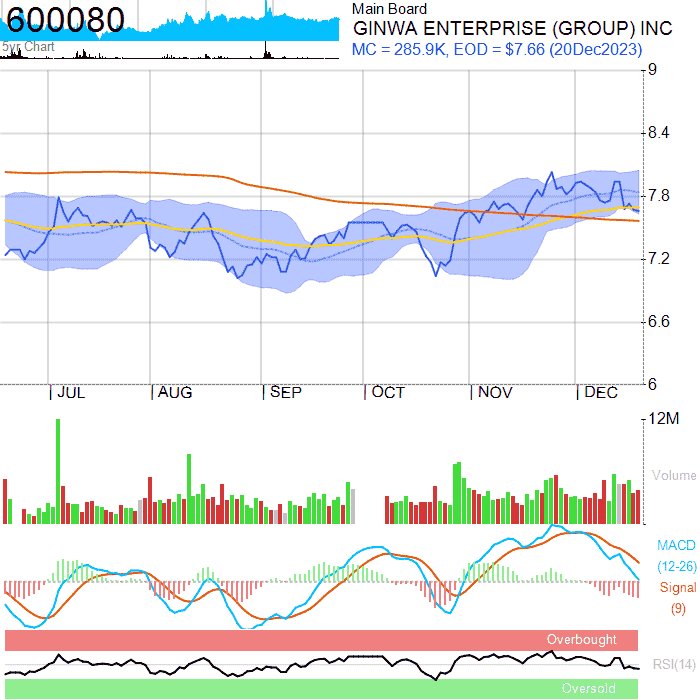 600080
5yr Chart
Main Board
GINWA ENTERPRISE (GROUP) INC
MC = 285.9K, EOD = $7.66 (20Dec2023)
9
8.4
7.8
7.2
6.6
6
JUL AUG SEP OCT NOV DEC
12M
Volume
MACD
(12-26)
Signal
(9)
Overbought
RSI(14)
Oversold